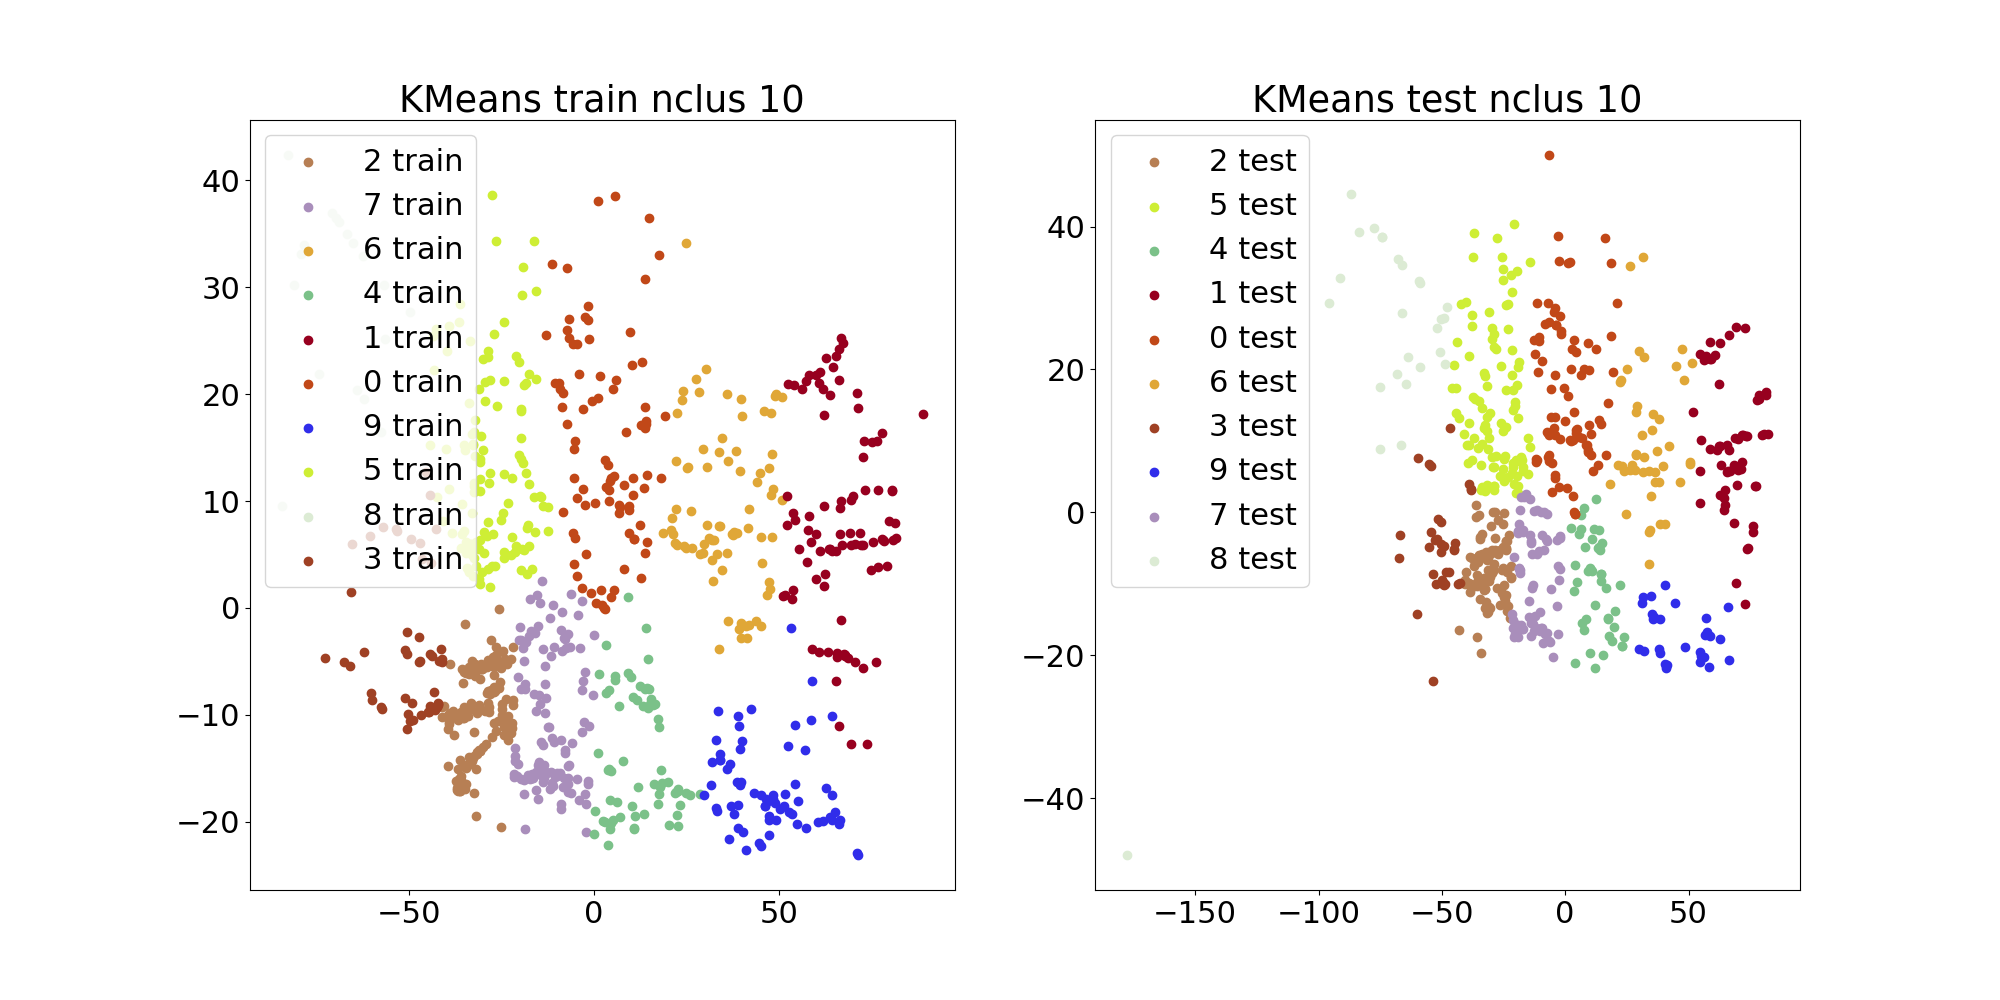 KMeans train nclus 10
2 train
7 train
6 train
4 train
1 train
0 train
9 train
5 train
8 train
3 train
40
30
20
10
0
−10
−20
−50
0
50
KMeans test nclus 10
2 test
5 test
4 test
1 test
0 test
6 test
3 test
9 test
7 test
8 test
40
20
0
−20
−40
−150
−100
−50
0
50